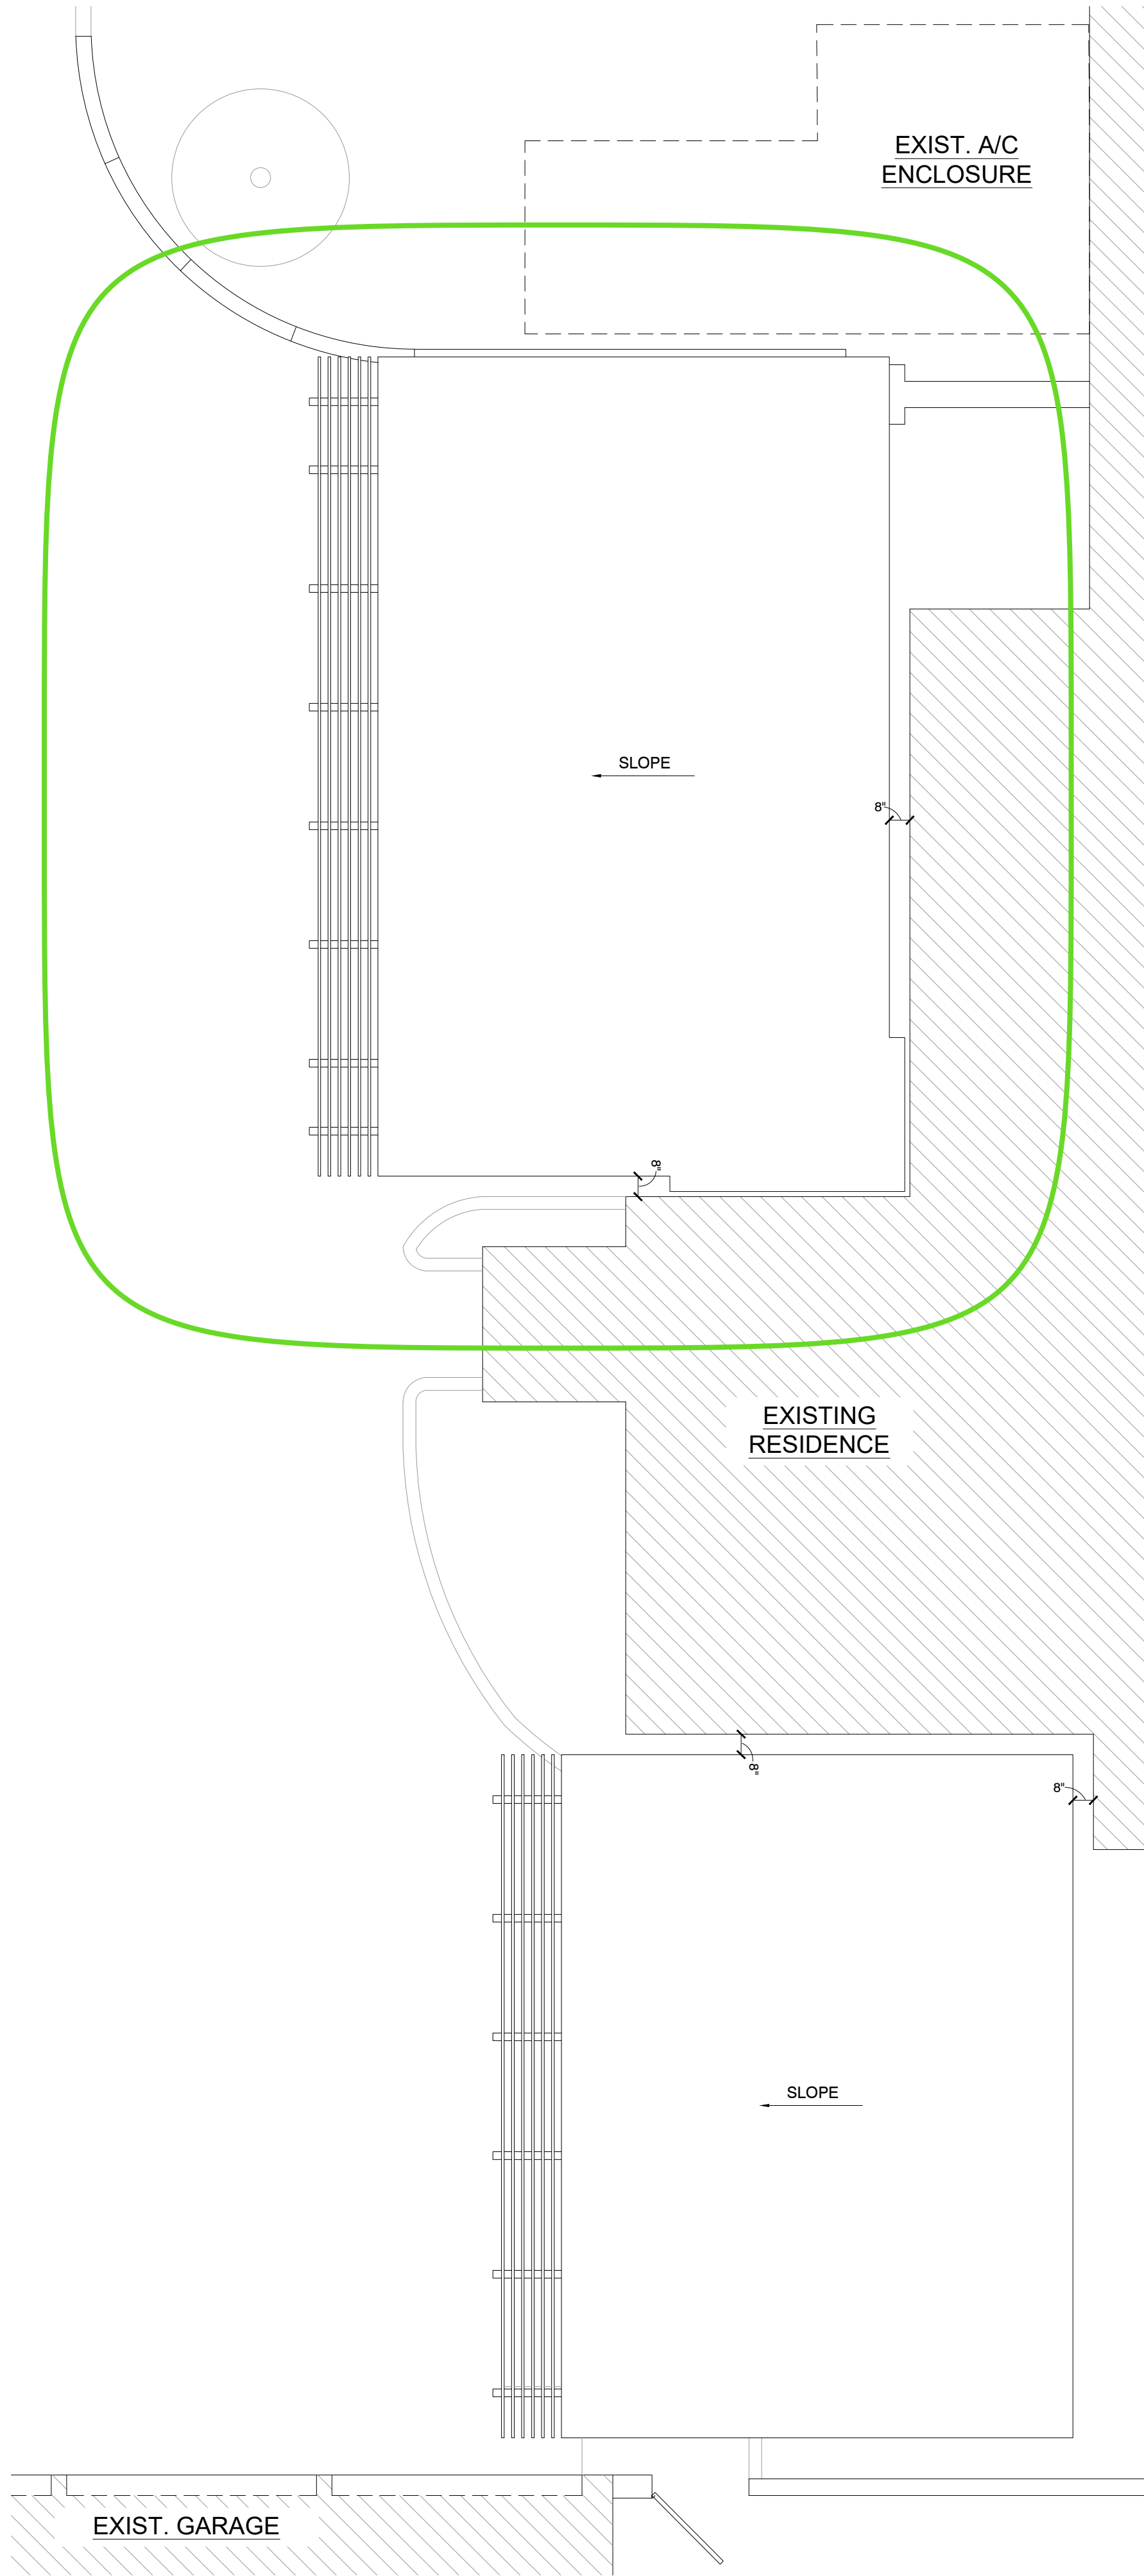 EXIST. A/C
ENCLOSURE
SLOPE
8"
8"
EXISTING
RESIDENCE
8"
8"
SLOPE
EXIST. GARAGE